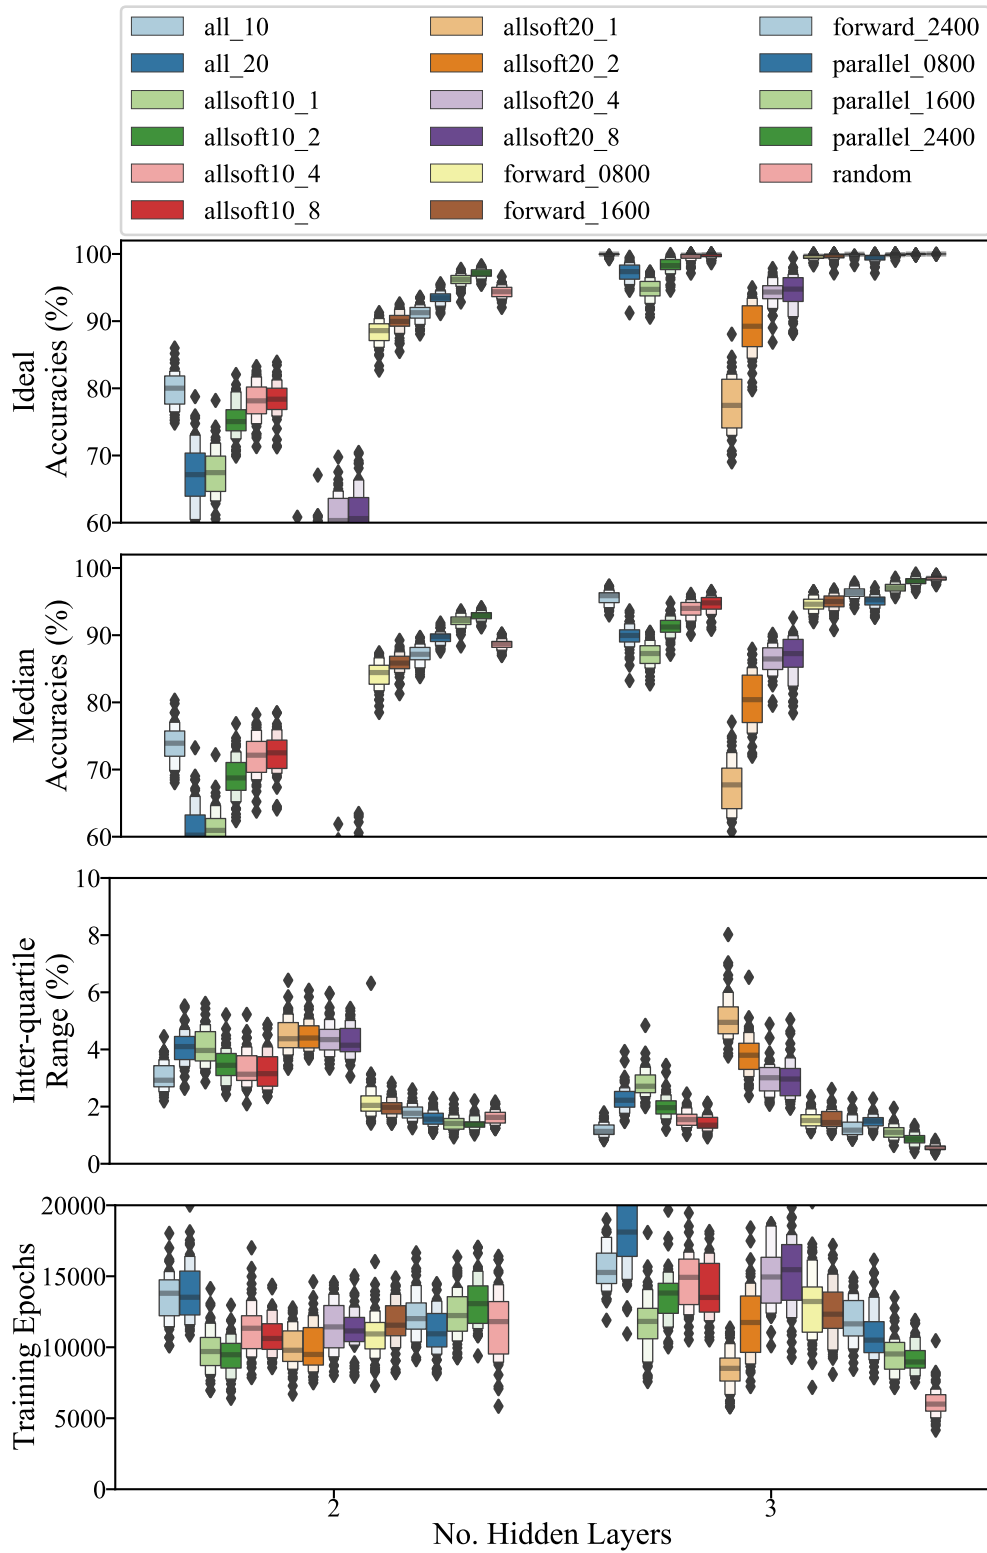 all_10
all_20
allsoft10_1
allsoft10_2
allsoft10_4
allsoft10_8
allsoft20_1
allsoft20_2
allsoft20_4
allsoft20_8
forward_0800
forward_1600
forward_2400
parallel_0800
parallel_1600
parallel_2400
random
Ideal
Accuracies (%)
100
90
80
70
60
Median
Accuracies (%)
100
90
80
70
60
Inter-quartile
Range (%)
10
8
6
4
2
0
Training Epochs
20000
15000
10000
5000
0
2
3
No. Hidden Layers